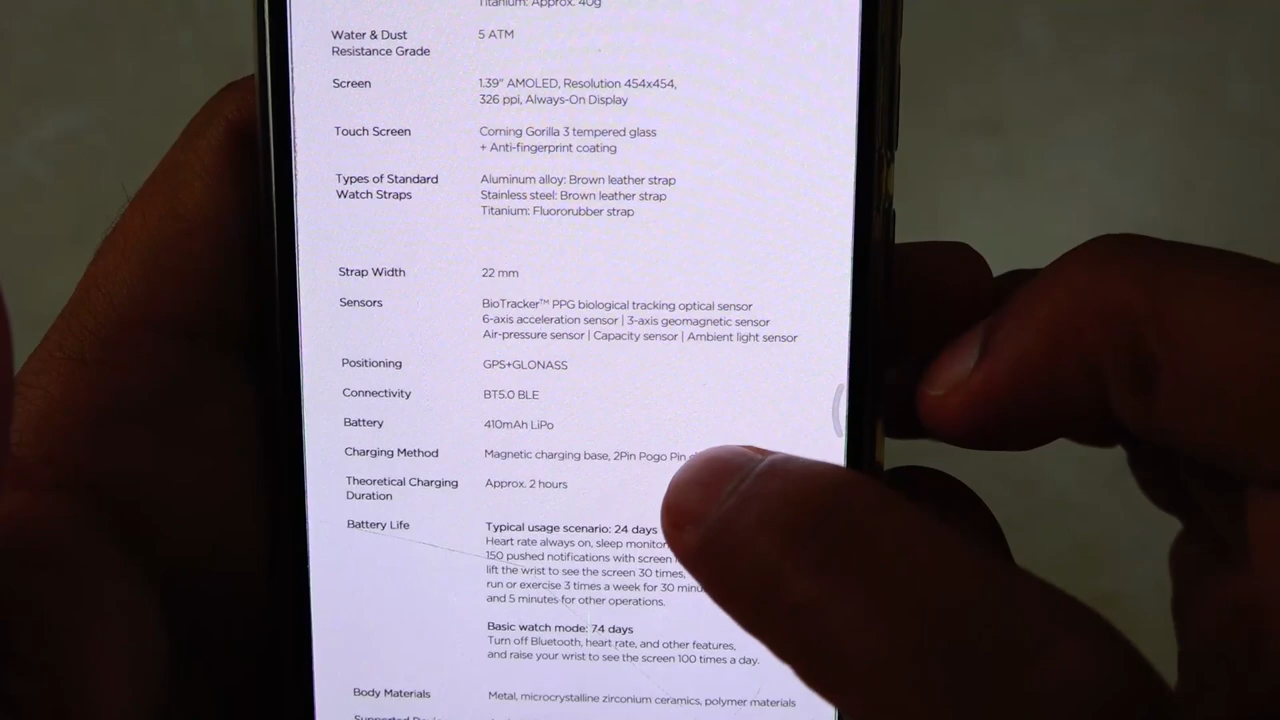 Titanium: Approx. 40g
Water & Dust
Resistance Grade
5 ATM
Screen
1.39" AMOLED, Resolution 454x454,
326 ppi, Always-On Display
Touch Screen
Corning Gorilla 3 tempered glass
+ Anti-fingerprint coating
Types of Standard
Watch Straps
Aluminum alloy: Brown leather strap
Stainless steel: Brown leather strap
Titanium: Fluororubber strap
Strap Width
22 mm
Sensors
BioTracker™ PPG biological tracking optical sensor
6-axis acceleration sensor | 3-axis geomagnetic sensor
Air-pressure sensor | Capacity sensor | Ambient light sensor
Positioning
GPS+GLONASS
Connectivity
BT5.0 BLE
Battery
410mAh LiPo
Charging Method
Magnetic charging base, 2Pin Pogo Pin
Theoretical Charging
Duration
Approx. 2 hours
Battery Life
Typical usage scenario: 24 days
Heart rate always on, sleep
150 pushed notifications with screen
lift the wrist to see the screen 30 times,
run or exercise 3 times a week for 30
and 5 minutes for other operations.
Basic watch mode: 74 days
Turn off Bluetooth, heart rate, and other features,
and raise your wrist to see the screen 100 times a day.
Body Materials
Metal, microcrystalline zirconium ceramics, polymer materials
Supported